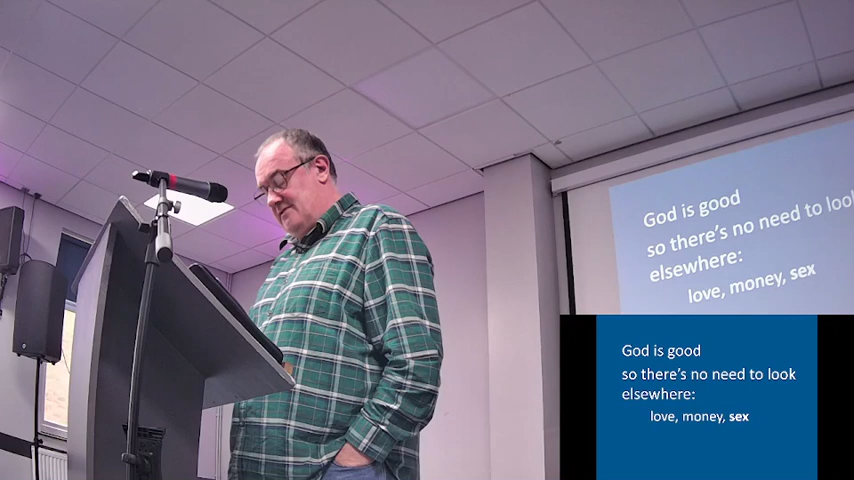 God is good
so there's no need to look
elsewhere:
love, money, sex
God is good
so there's no need to look
elsewhere:
love, money, sex